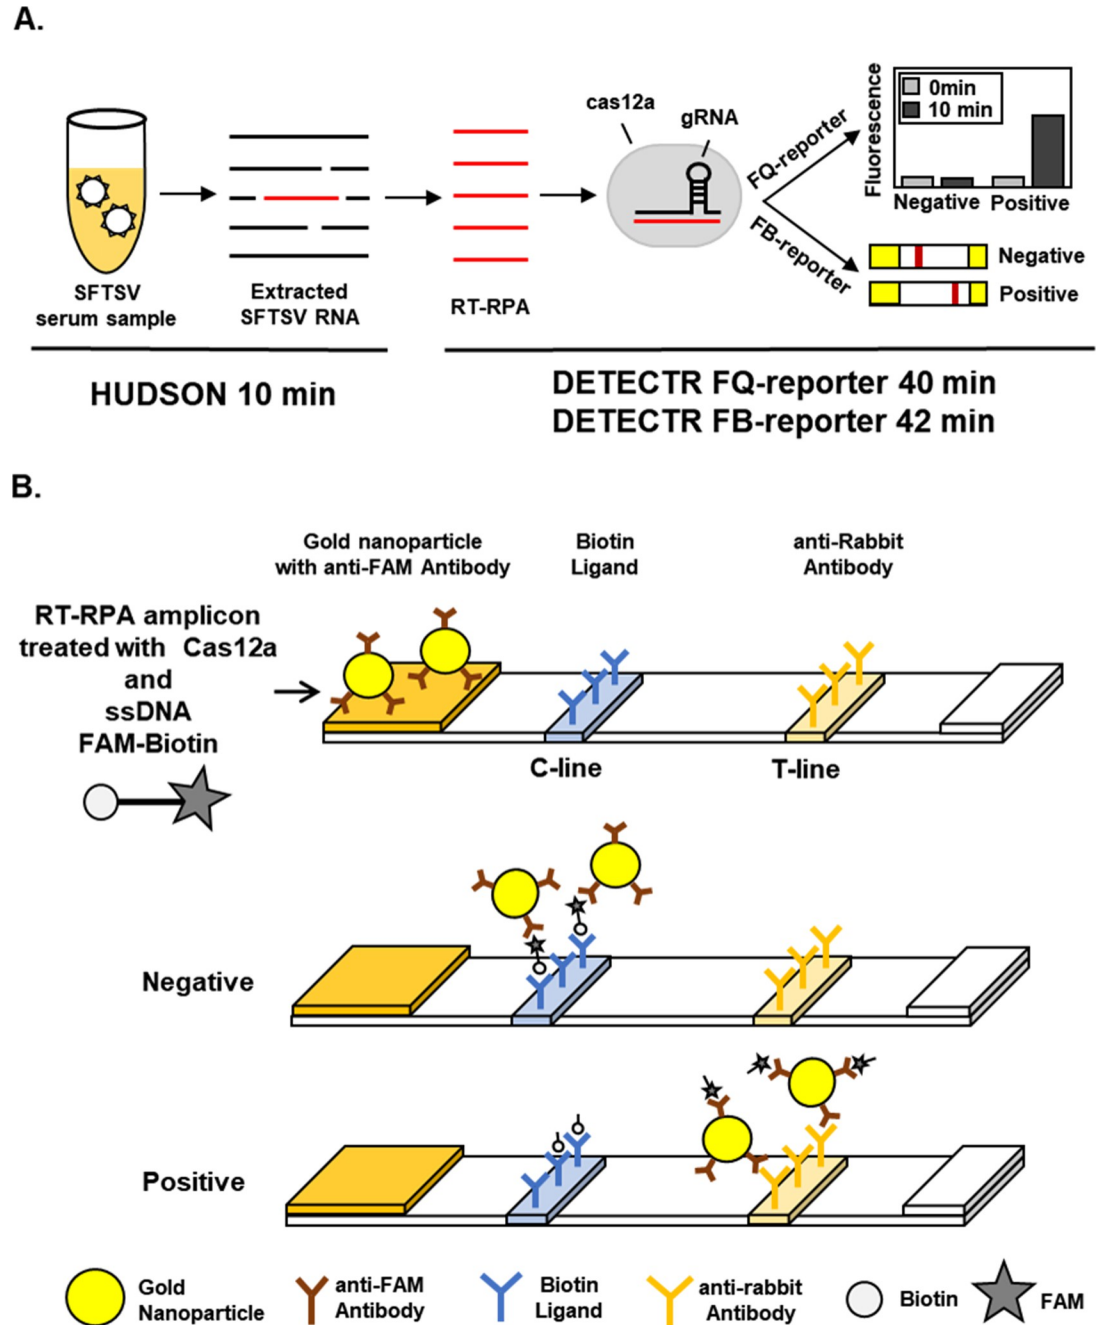 A.
cas12a
gRNA
FQ-reporter
FB-reporter
Fluorescence
0min
10 min
Negative Positive
Negative
Positive
SFTSV
serum sample
Extracted
SFTSV RNA
RT-RPA
HUDSON 10 min
DETECTR FQ-reporter 40 min
DETECTR FB-reporter 42 min
B.
Gold nanoparticle
with anti-FAM Antibody
Biotin
Ligand
anti-Rabbit
Antibody
RT-RPA amplicon
treated with Cas12a
and
ssDNA
FAM-Biotin
C-line
T-line
Negative
Positive
Gold
Nanoparticle
anti-FAM
Antibody
Biotin
Ligand
anti-rabbit
Antibody
Biotin
FAM